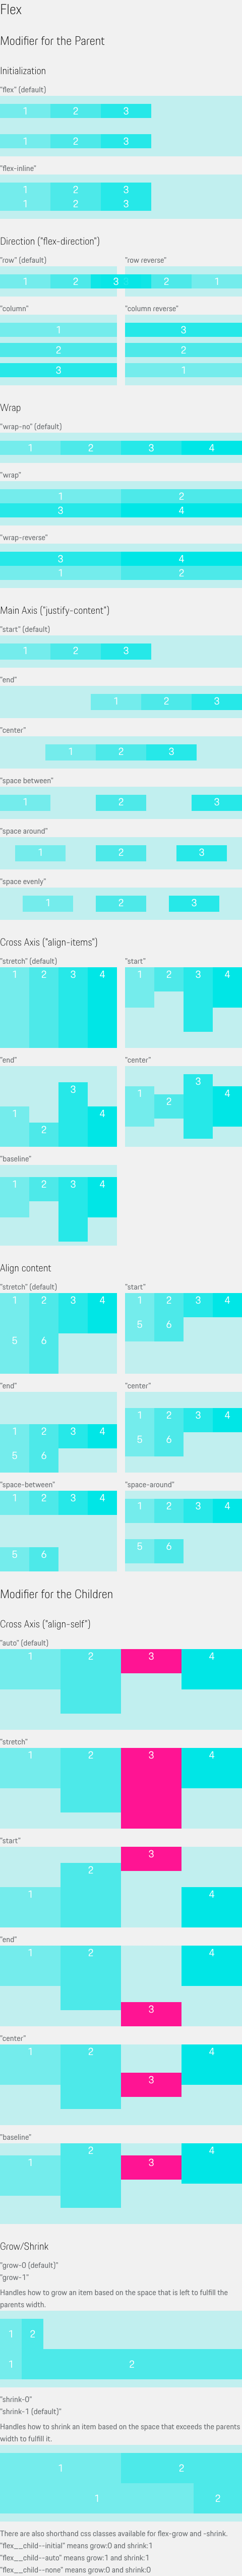 Flex
Modifier for the Parent
Initialization
"flex" (default)
1 2 3
1 2 3
"flex-inline"
1 2 3
1 2 3
Direction ("flex-direction")
"row" (default) "row reverse"
1 2 3 2 1
"column" "column reverse"
1 3
2 2
3 1
Wrap
"wrap-no" (default)
1 2 3 4
"wrap"
1 2
3 4
"wrap-reverse"
3 4
1 2
Main Axis ("justify-content")
"start" (default)
1 2 3
"end"
1 2 3
"center"
1 2 3
"space between"
1 2 3
"space around"
1 2 3
"space evenly"
1 2 3
Cross Axis ("align-items")
"stretch" (default) "start"
1 2 3 4 1 2 3 4
"end" "center"
1 2 3 4 1 2 3 4
"baseline"
1 2 3 4
Align content
"stretch" (default) "start"
1 2 3 4 1 2 3 4
5 6 5 6
"end" "center"
1 2 3 4 1 2 3 4
5 6 5 6
"space-between" "space-around"
1 2 3 4 1 2 3 4
5 6 5 6
Modifier for the Children
Cross Axis ("align-self")
"auto" (default)
1 2 3 4
"stretch"
1 2 3 4
"start"
1 2 3 4
"end"
1 2 3 4
"center"
1 2 3 4
"baseline"
1 2 3 4
Grow/Shrink
"grow-0 (default)"
"grow-1"
Handles how to grow an item based on the space that is left to fulfill the
parents width.
1 2
1 2
"shrink-0"
"shrink-1 (default)"
Handles how to shrink an item based on the space that exceeds the parents
width to fulfill it.
1 2
1 2
There are also shorthand css classes available for flex-grow and -shrink.
"flex__child--initial" means grow:0 and shrink:1
"flex__child--auto" means grow:1 and shrink:1
"flex__child--none" means grow:0 and shrink:0